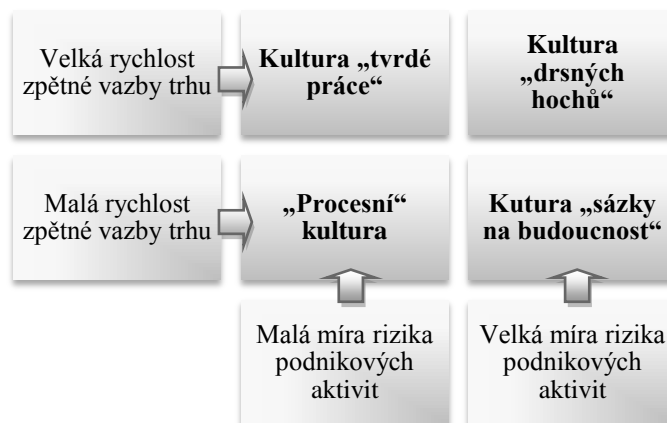 Velká rychlost
zpětné vazby trhu
Kultura „tvrdé
práce“
Kultura
„drsných
hochů“
Malá rychlost
zpětné vazby trhu
„Procesní“
kultura
Kutura „sázky
na budoucnost“
Malá míra rizika
podnikových
aktivit
Velká míra rizika
podnikových
aktivit